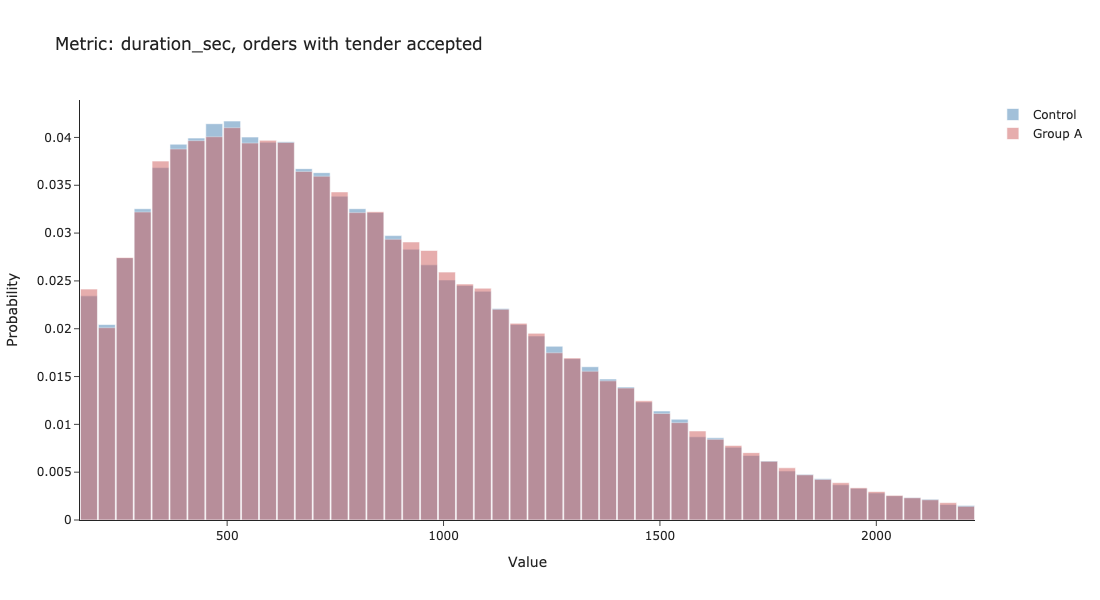 Metric: duration_sec, orders with tender accepted
Control
Group A
0.04
0.035
0.03
0.025
0.02
0.015
0.01
0.005
0
Probability
500
1000
1500
2000
Value